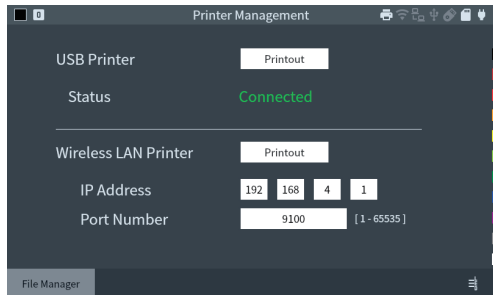 0 Printer Management
USB Printer Printout
Status Connected
Wireless LAN Printer Printout
IP Address 192 168 4 1
Port Number 9100 [1-65535]
File Manager